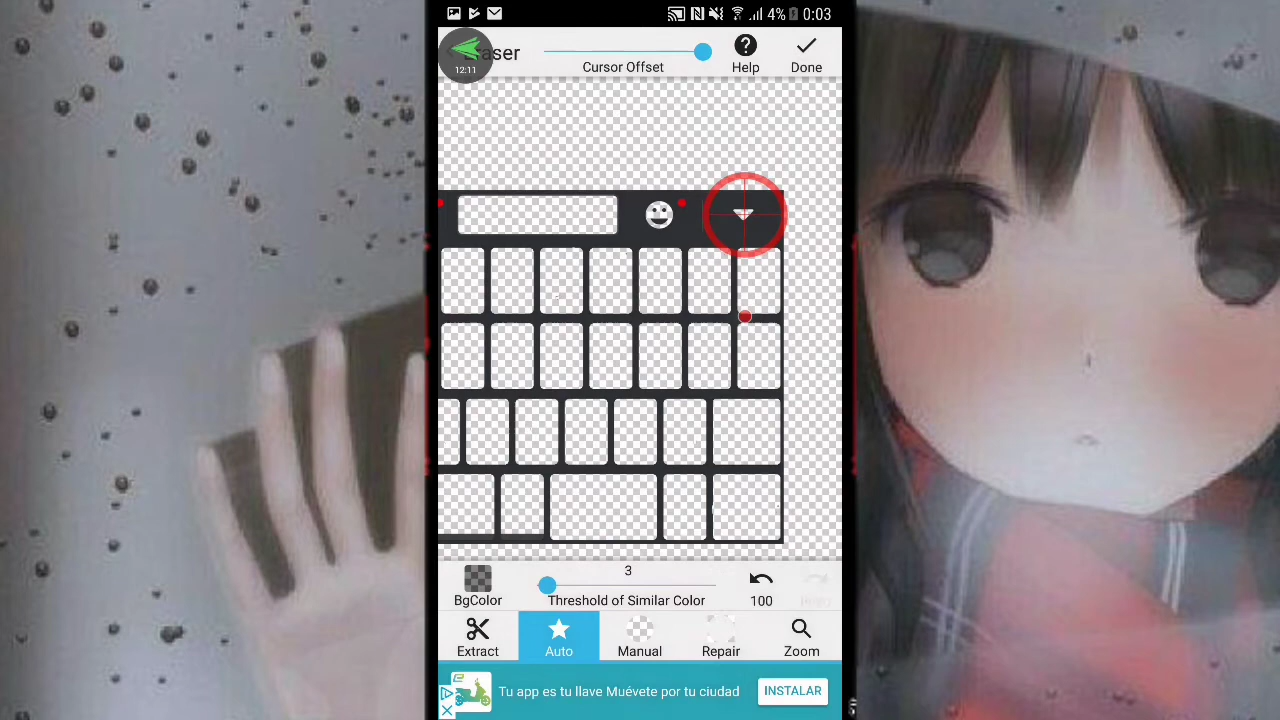 4% 0:03
12:11
Eraser
Cursor Offset
Help
Done
3
BgColor
Threshold of Similar Color
100
Extract
Auto
Manual
Repair
Zoom
Tu app es tu llave Muévete por tu ciudad
INSTALAR